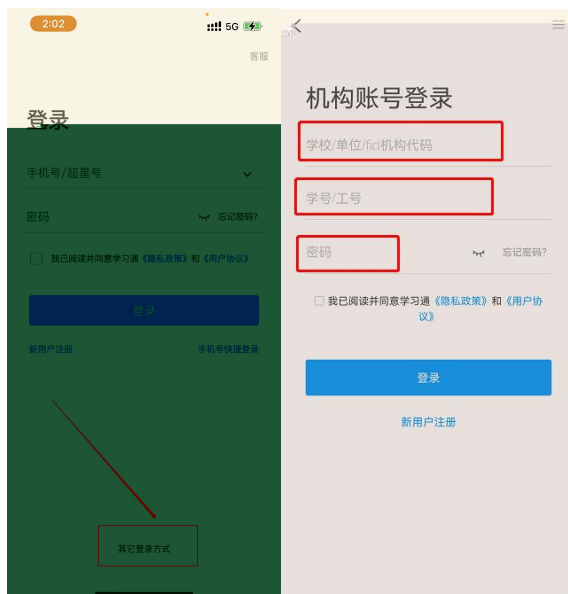 2:02
5G
客服
登录
手机号/超星号
密码
忘记密码?
我已阅读并同意学习通《隐私政策》和《用户协议》
登录
新用户注册
手机号快捷登录
其它登录方式
机构账号登录
学校/单位/fid机构代码
学号/工号
密码
忘记密码?
我已阅读并同意学习通《隐私政策》和《用户协
议》
登录
新用户注册